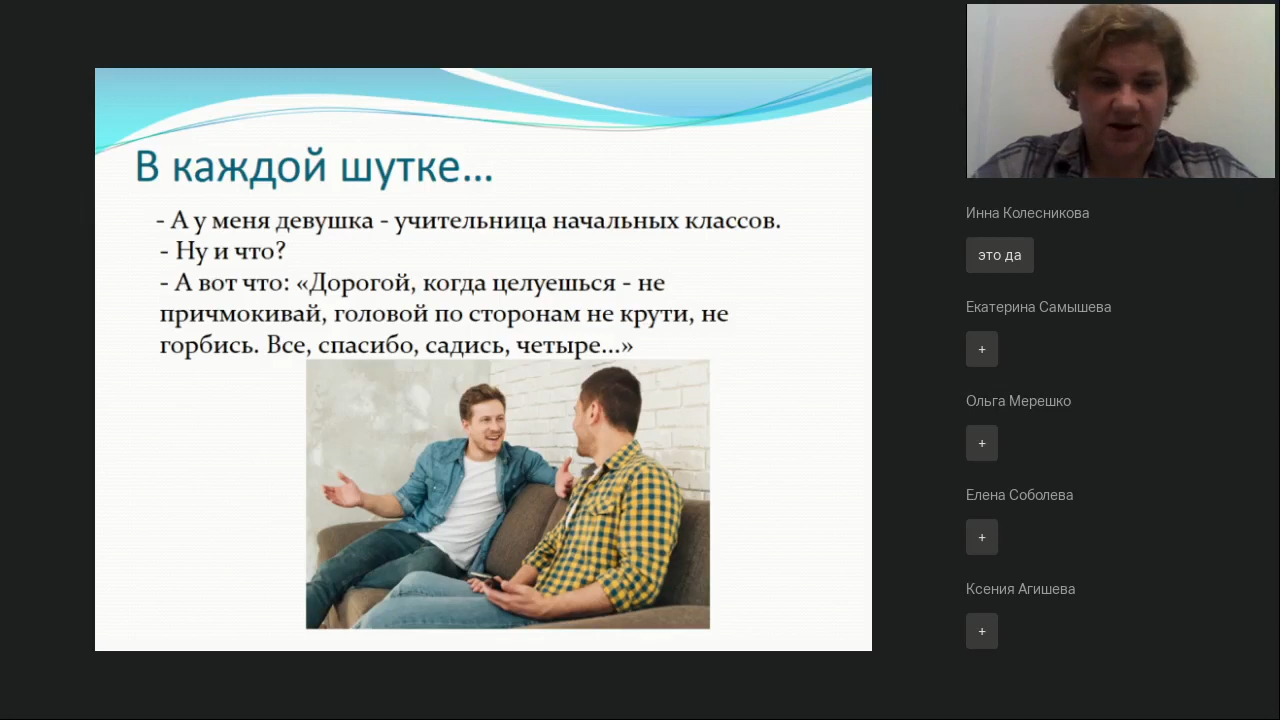 В каждой шутке...
- А у меня девушка - учительница начальных классов.
- Ну и что?
- А вот что: «Дорогой, когда целуешься - не
причмокивай, головой по сторонам не крути, не
горбись. Все, спасибо, садись, четыре...»
Инна Колесникова
это да
Екатерина Самышева
+
Ольга Мерешко
+
Елена Соболева
+
Ксения Агишева
+